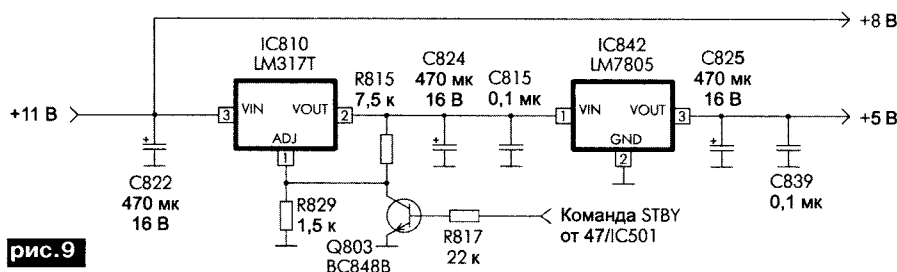 +8 В
IC810
LM317T
R815
7,5 к
C824
470 мк
16 В
C815
0,1 мк
IC842
LM7805
C825
470 мк
16 В
+11 В
3
VIN
VOUT
2
ADJ
1
1
VIN
VOUT
3
GND
2
+5 В
C822
470 мк
16 В
R829
1,5 к
Q803
BC848B
R817
22 к
Команда STBY
от 47/IC501
C839
0,1 мк
рис.9